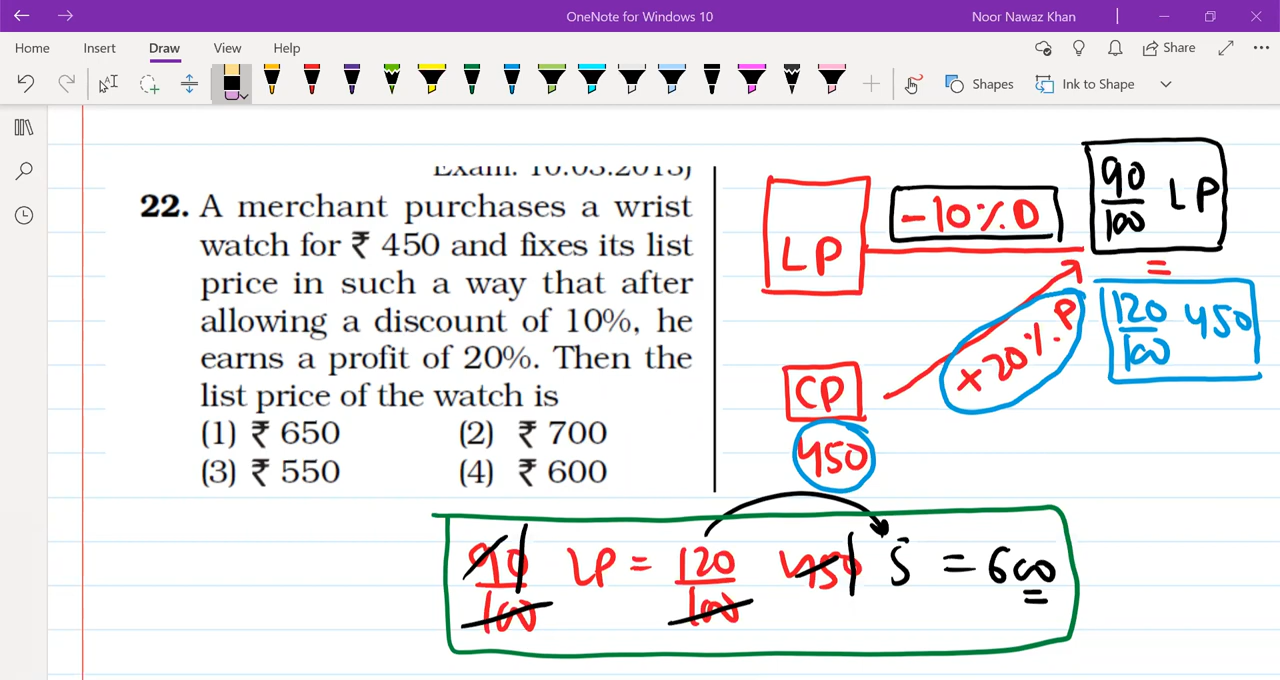 OneNote for Windows 10
Noor Nawaz Khan
Home Insert Draw View Help
Share
Shapes
Ink to Shape
Exam. 10.03.2013)
22. A merchant purchases a wrist
watch for ₹ 450 and fixes its list
price in such a way that after
allowing a discount of 10%, he
earns a profit of 20%. Then the
list price of the watch is
(1) ₹ 650 (2) ₹ 700
(3) ₹ 550 (4) ₹ 600
LP
-10% D
90/100 LP
=
120/100 450
+20% P
CP
450
90/100 LP = 120/100 450 5 = 600